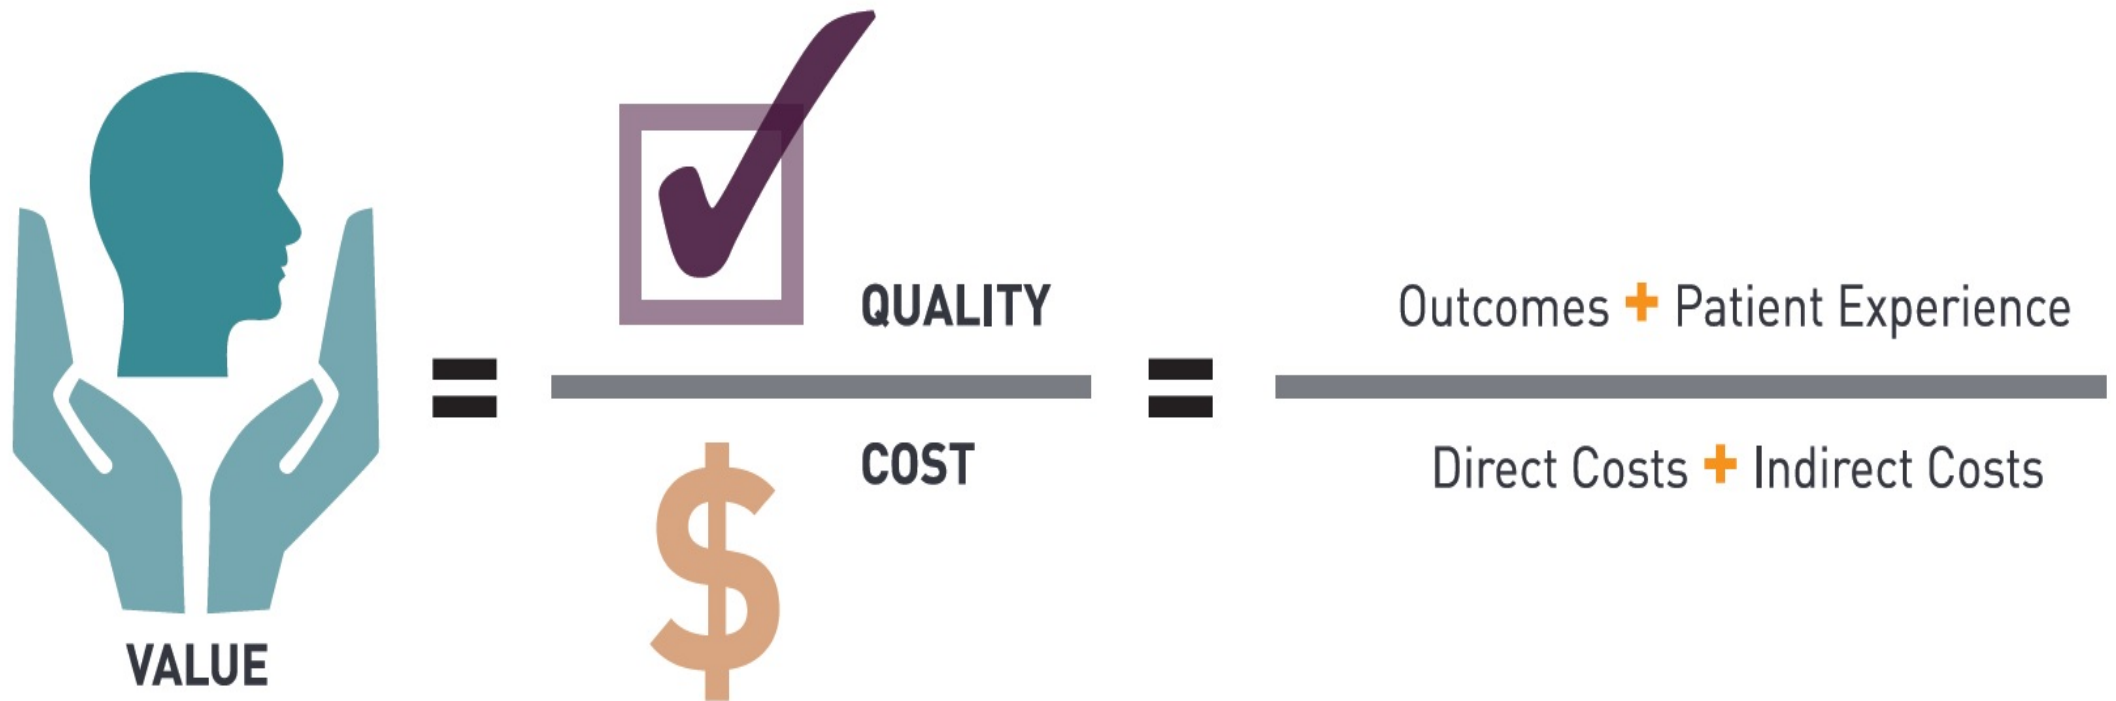 VALUE
=
QUALITY
COST
$
=
Outcomes + Patient Experience
Direct Costs + Indirect Costs